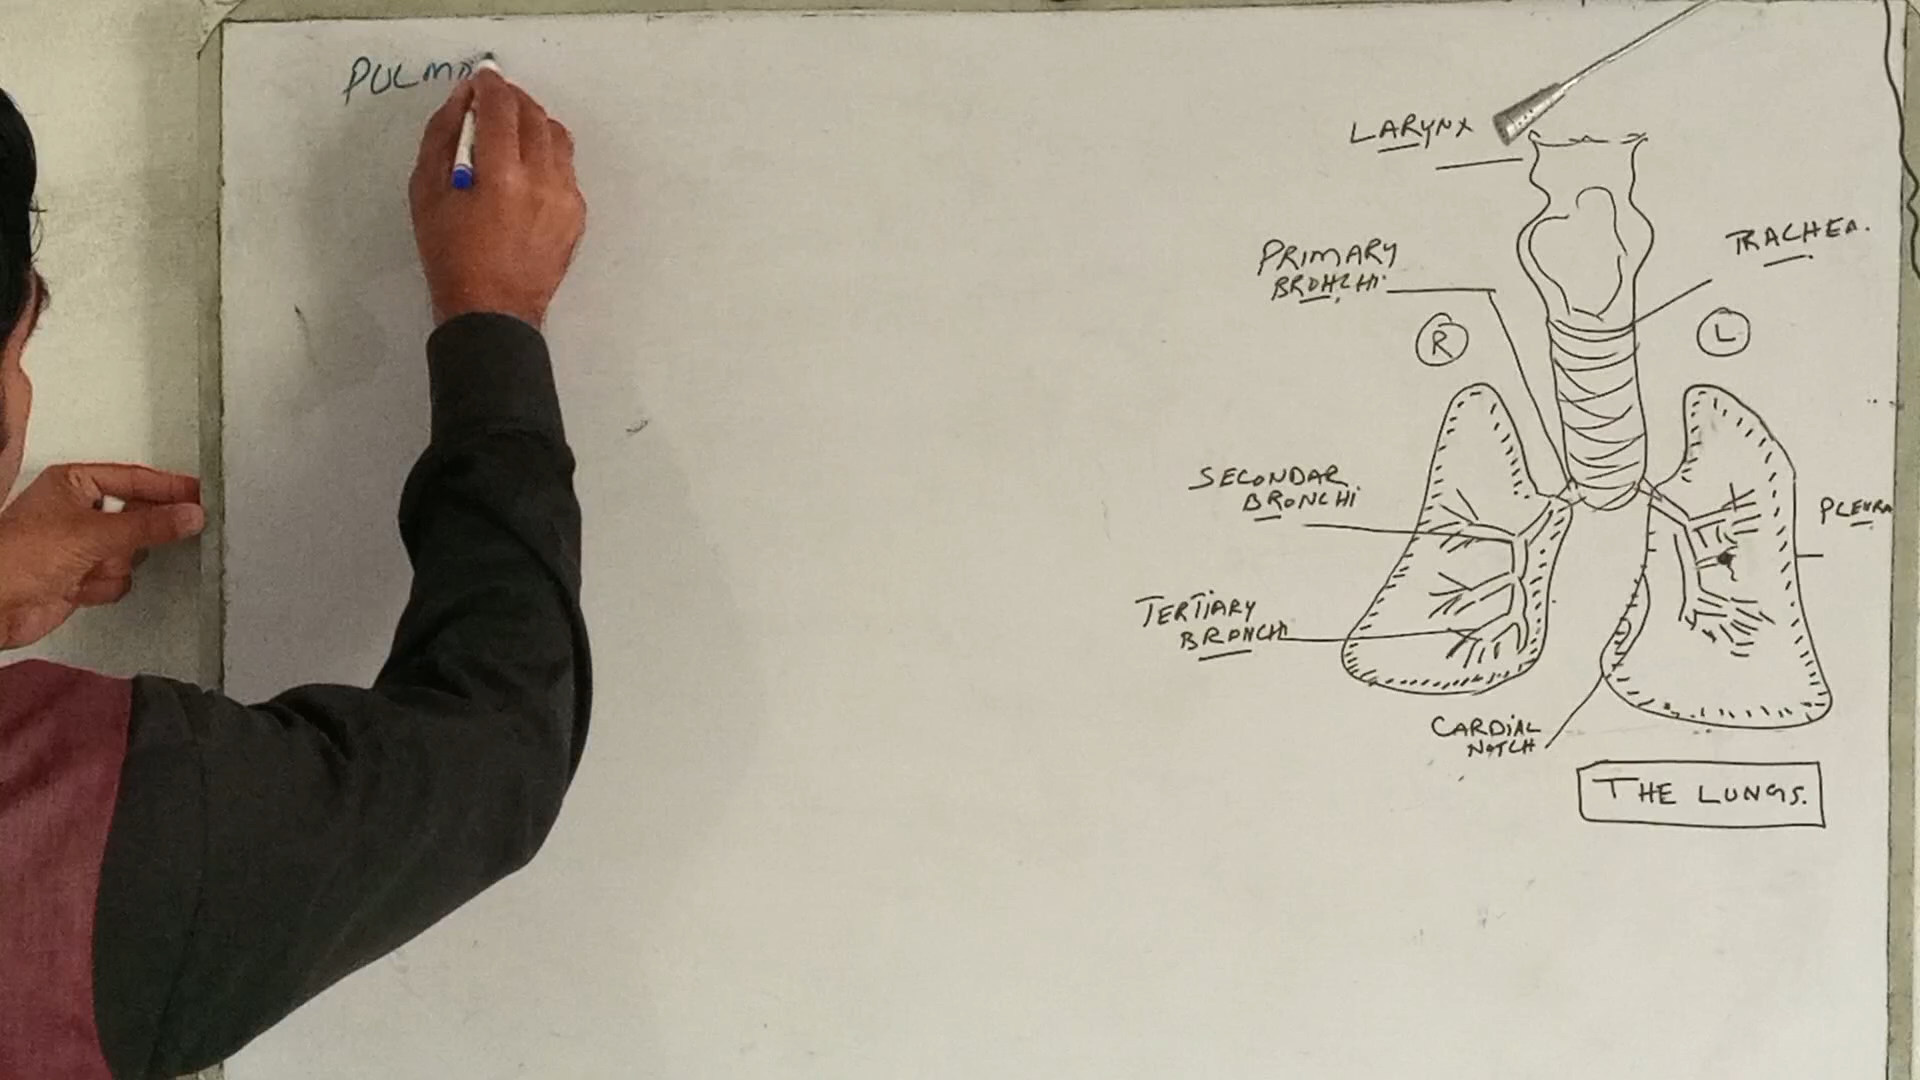 PULMO
LARYNX
PRIMARY
BRONCHI
TRACHEA.
R
L
SECONDAR
BRONCHI
PLEURA
TERTIARY
BRONCHI
CARDIAL
NOTCH
THE LUNGS.